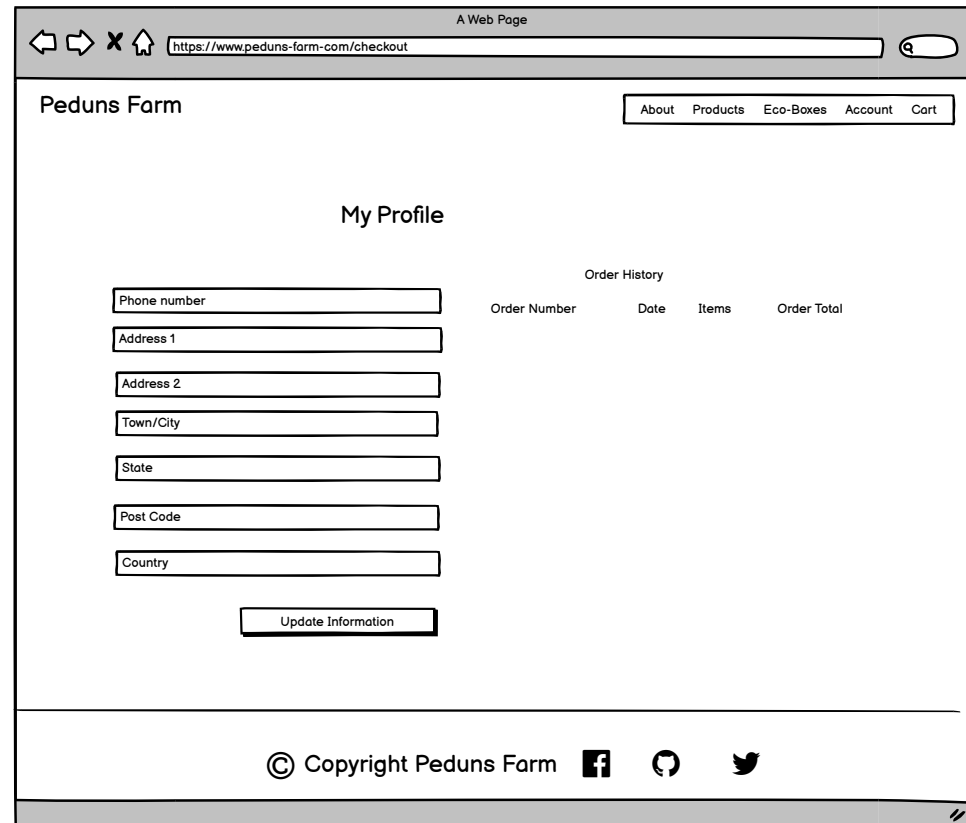 A Web Page
https://www.peduns-farm-com/checkout
Peduns Farm
About Products Eco-Boxes Account Cart
My Profile
Order History
Order Number Date Items Order Total
Phone number
Address 1
Address 2
Town/City
State
Post Code
Country
Update Information
© Copyright Peduns Farm